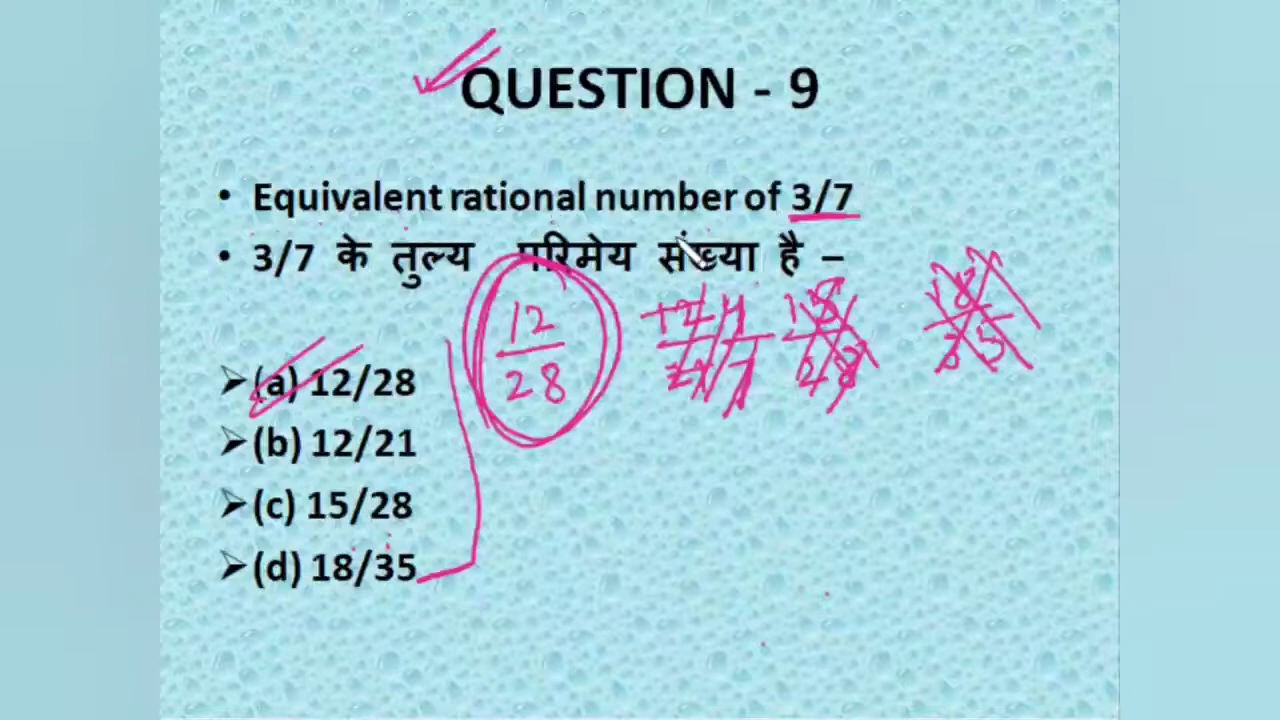 QUESTION - 9
• Equivalent rational number of 3/7
• 3/7 के तुल्य परिमेय संख्या है –
12
28
➢(a) 12/28
➢(b) 12/21
➢(c) 15/28
➢(d) 18/35